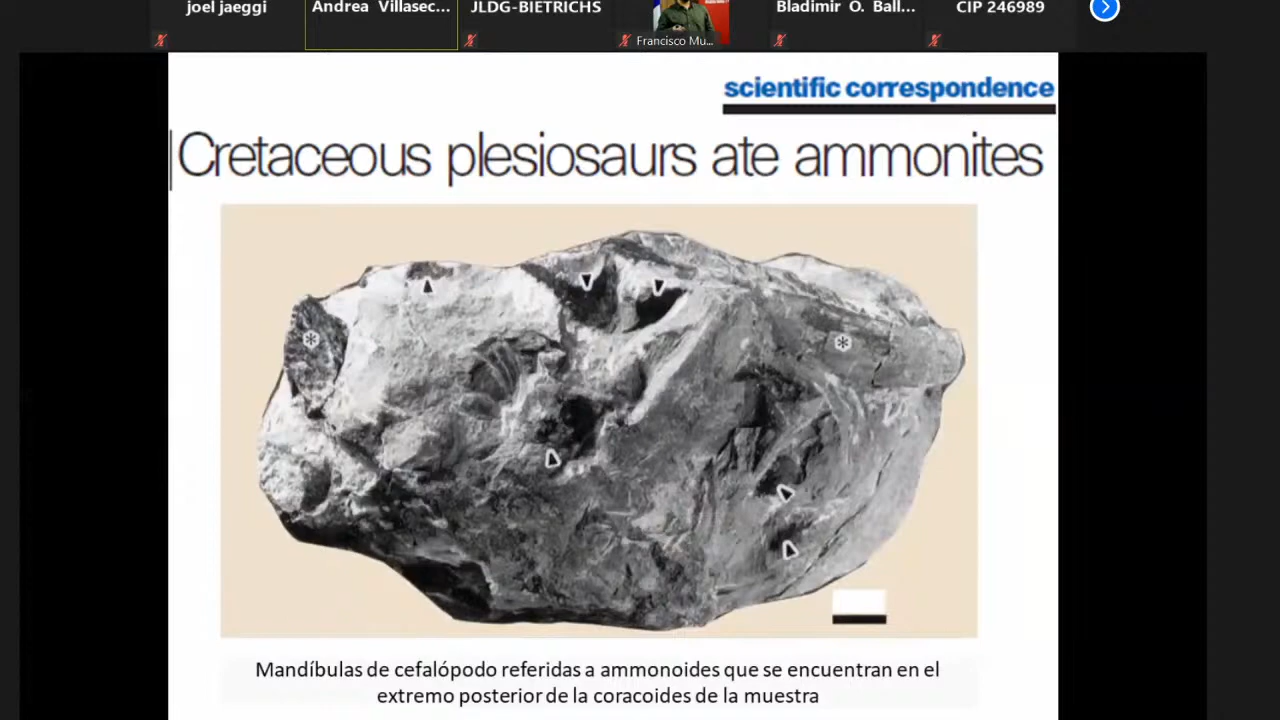 joel jaeggi
Andrea Villasec...
JLDG-BIETRICHS
Francisco Mu...
Bladimir O. Ball...
CIP 246989
scientific correspondence
Cretaceous plesiosaurs ate ammonites
Mandíbulas de cefalópodo referidas a ammonoides que se encuentran en el
extremo posterior de la coracoides de la muestra